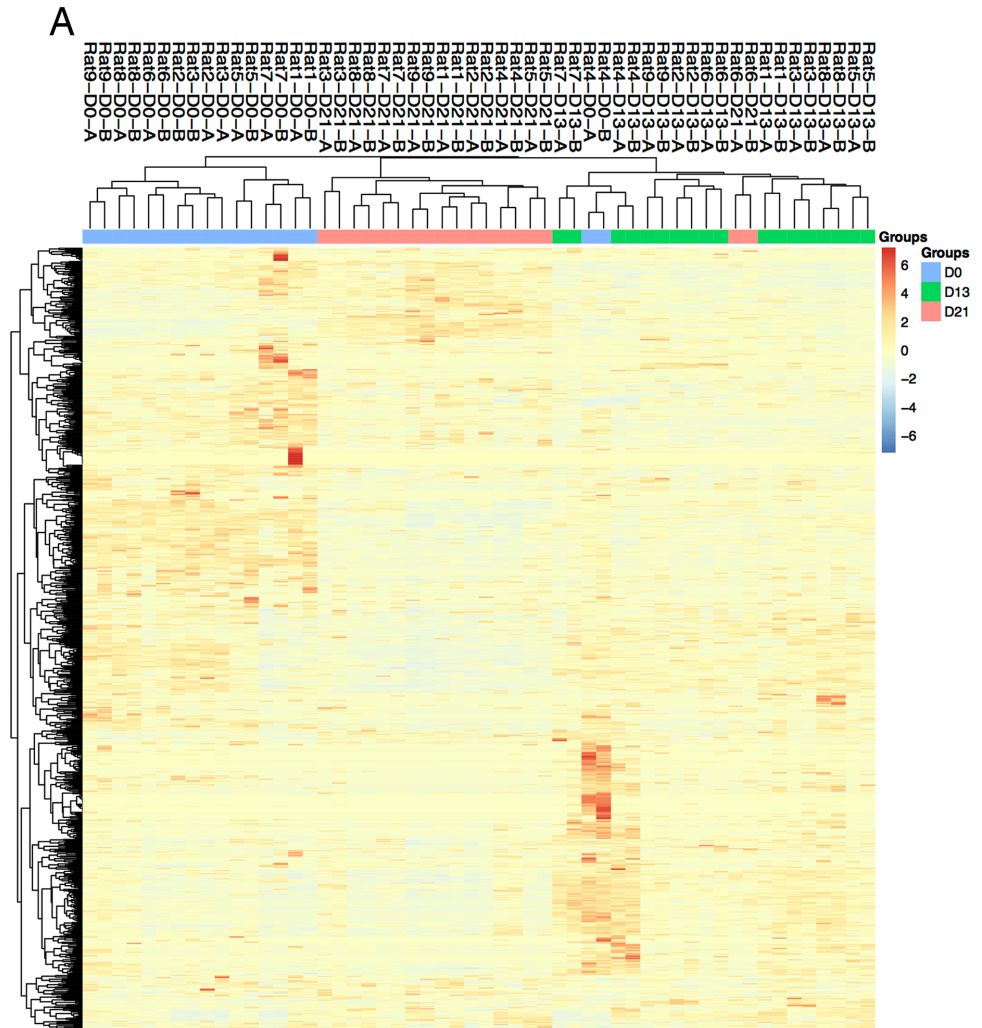 A
Rat9–D0–A
Rat9–D0–B
Rat8–D0–A
Rat8–D0–B
Rat6–D0–A
Rat6–D0–B
Rat2–D0–B
Rat3–D0–B
Rat2–D0–A
Rat3–D0–A
Rat5–D0–A
Rat5–D0–B
Rat7–D0–A
Rat7–D0–B
Rat1–D0–A
Rat1–D0–B
Rat3–D21–A
Rat3–D21–B
Rat8–D21–A
Rat8–D21–B
Rat7–D21–A
Rat7–D21–B
Rat9–D21–A
Rat9–D21–B
Rat1–D21–A
Rat1–D21–B
Rat2–D21–A
Rat2–D21–B
Rat4–D21–A
Rat4–D21–B
Rat5–D21–A
Rat5–D21–B
Rat7–D13–A
Rat7–D13–B
Rat4–D0–A
Rat4–D0–B
Rat4–D13–A
Rat4–D13–B
Rat9–D13–A
Rat9–D13–B
Rat2–D13–A
Rat2–D13–B
Rat6–D13–A
Rat6–D13–B
Rat6–D21–A
Rat6–D21–B
Rat1–D13–A
Rat1–D13–B
Rat3–D13–A
Rat3–D13–B
Rat8–D13–A
Rat8–D13–B
Rat5–D13–A
Rat5–D13–B
Groups
6
4
2
0
−2
−4
−6
Groups
D0
D13
D21